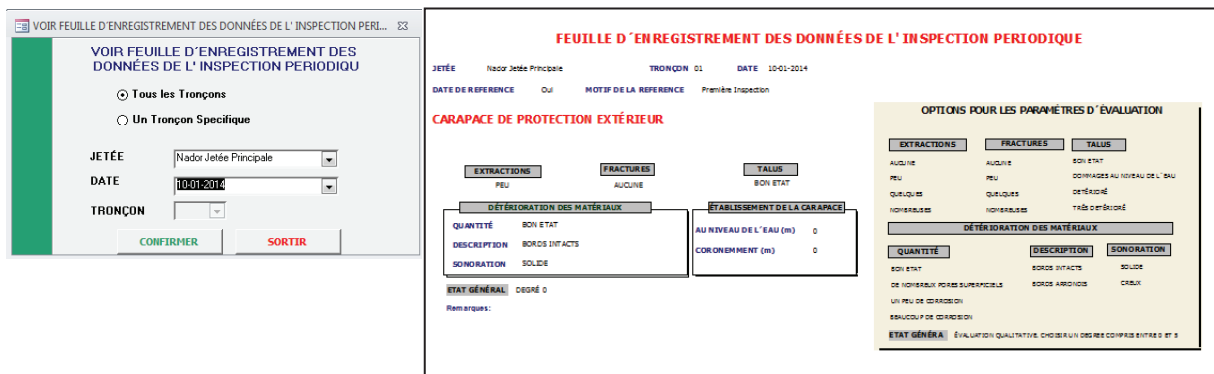 VOIR FEUILLE D´ENREGISTREMENT DES DONNÉES DE L' INSPECTION PERI...
VOIR FEUILLE D´ENREGISTREMENT DES
DONNÉES DE L' INSPECTION PERIODIQU
Tous les Tronçons
Un Tronçon Specifique
JETÉE Nador Jetée Principale
DATE 10-01-2014
TRONÇON
CONFIRMER SORTIR
FEUILLE D´ENREGISTREMENT DES DONNÉES DE L' INSPECTION PERIODIQUE
JETÉE Nador Jetée Principale TRONÇON 01 DATE 10-01-2014
DATE DE REFERENCE Oui MOTIF DE LA REFERENCE Première Inspection
CARAPACE DE PROTECTION EXTÉRIEUR
EXTRACTIONS FRACTURES TALUS
PEU AUCUNE BON ETAT
DÉTÉRIORATION DES MATÉRIAUX ÉTABLISSEMENT DE LA CARAPACE
QUANTITÉ BON ETAT
DESCRIPTION BORDS INTACTS
SONORATION SOLIDE
AU NIVEAU DE L´EAU (m) 0
CORONEMMENT (m) 0
ETAT GÉNÉRAL DEGRÉ 0
Remarques:
OPTIONS POUR LES PARAMÉTRES D´ÉVALUATION
EXTRACTIONS FRACTURES TALUS
AUCUNE AUCUNE BON ETAT
PEU PEU DOMMAGES AU NIVEAU DE L´EAU
QUELQUES QUELQUES DETÉRIORÉ
NOMBREUSES NOMBREUSES TRÈS DETÉRIORÉ
DÉTÉRIORATION DES MATÉRIAUX
QUANTITÉ DESCRIPTION SONORATION
BON ETAT BORDS INTACTS SOLIDE
DE NOMBREUX PORES SUPERFICIELS BORDS ARRONDIS CREUX
UN PEU DE CORROSION
BEAUCOUP DE CORROSION
ETAT GÉNÉRA ÉVALUATION QUALITATIVE. CHOISIR UN DEGREE COMPRIS ENTRE 0 ET 5